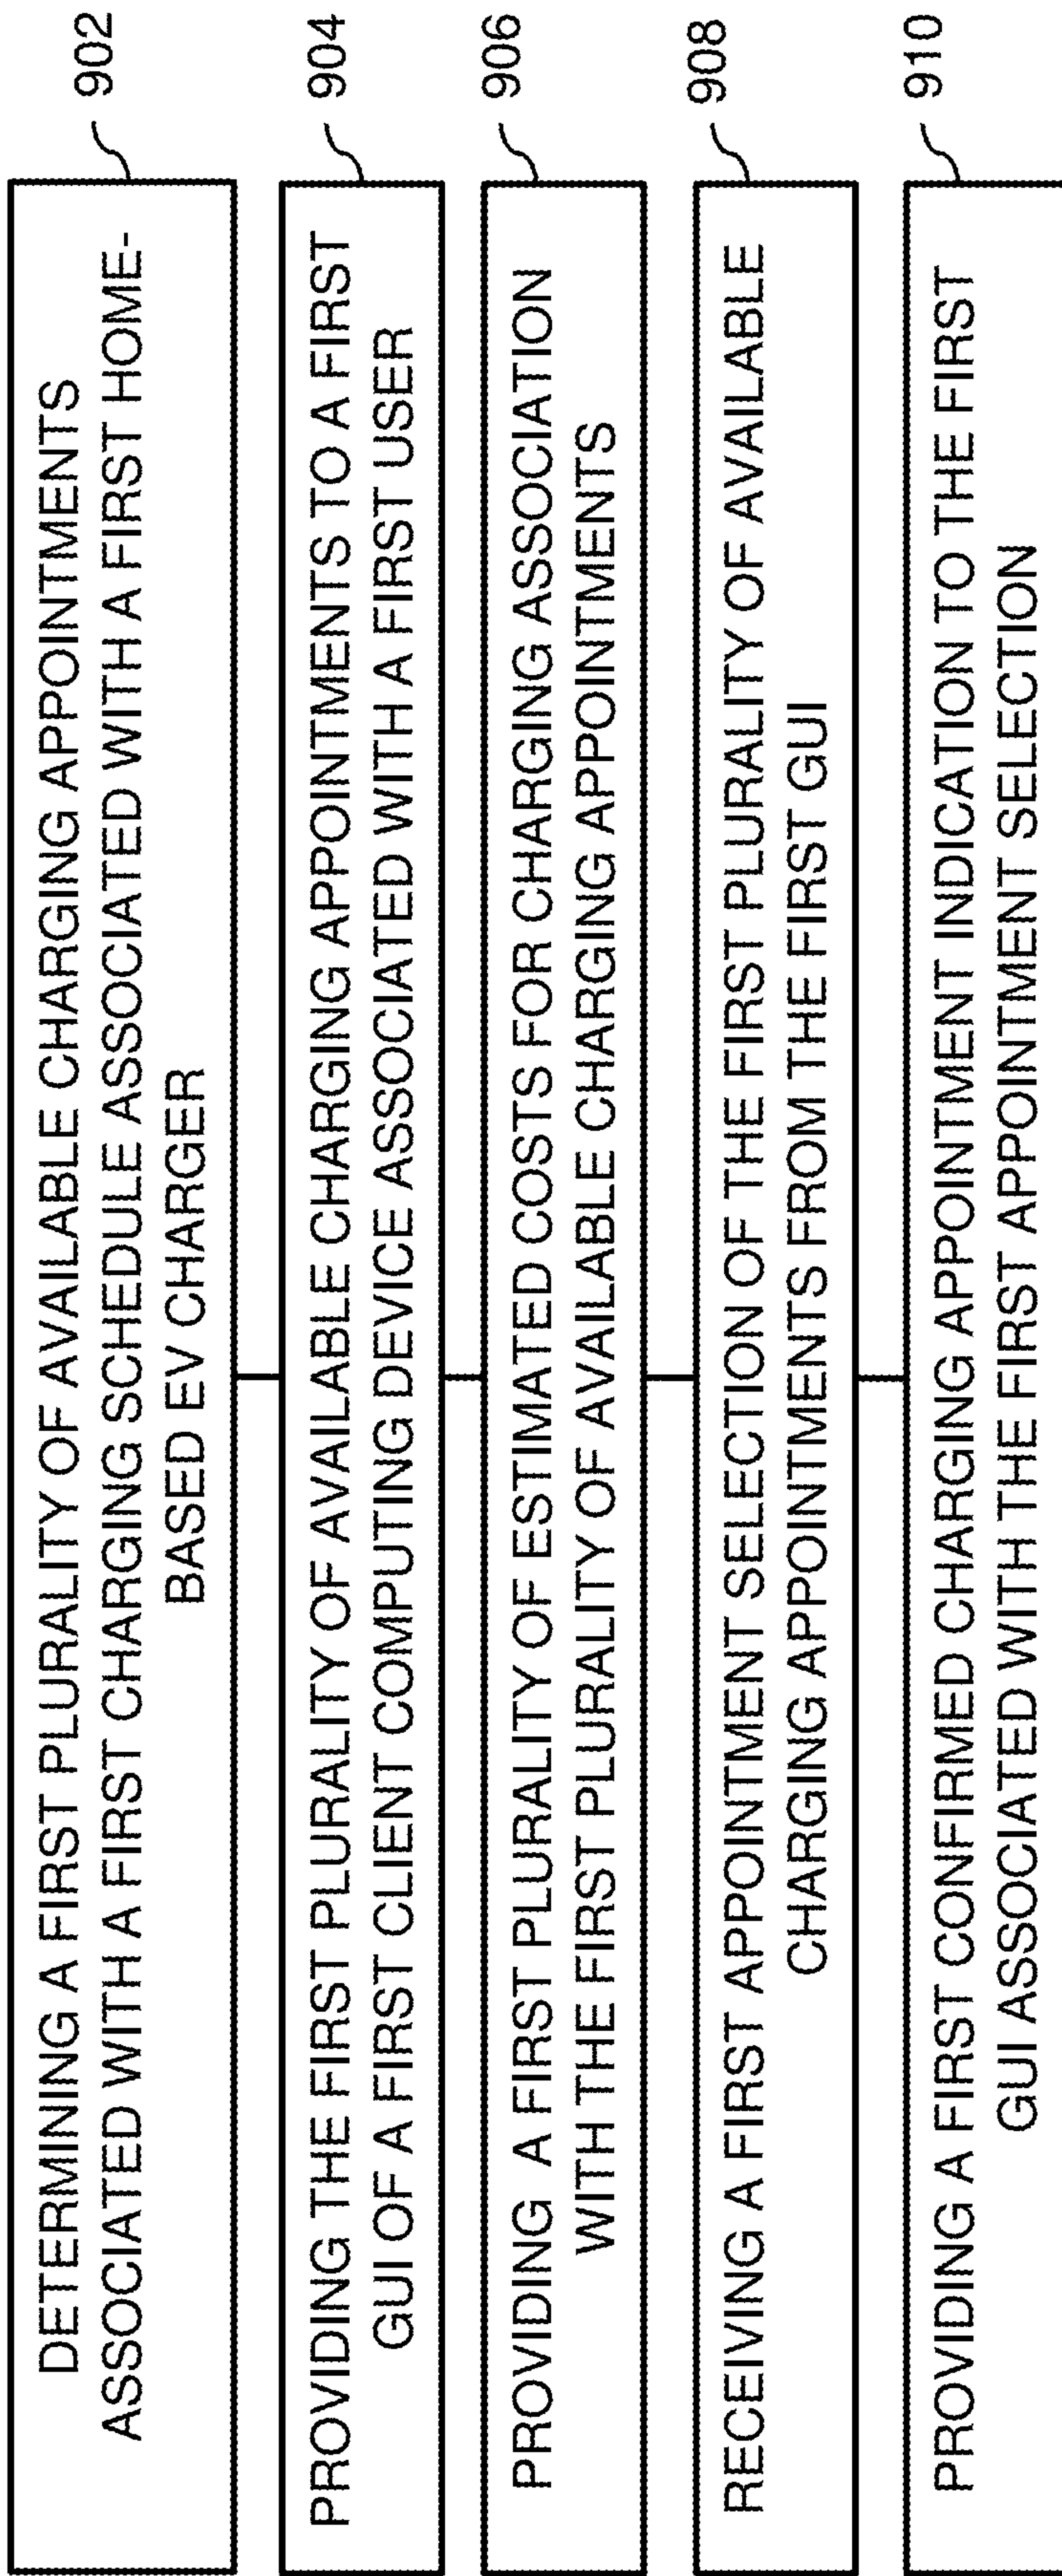 DETERMINING A FIRST PLURALITY OF AVAILABLE CHARGING APPOINTMENTS
ASSOCIATED WITH A FIRST CHARGING SCHEDULE ASSOCIATED WITH A FIRST HOME-
BASED EV CHARGER
902
PROVIDING THE FIRST PLURALITY OF AVAILABLE CHARGING APPOINTMENTS TO A FIRST
GUI OF A FIRST CLIENT COMPUTING DEVICE ASSOCIATED WITH A FIRST USER
904
PROVIDING A FIRST PLURALITY OF ESTIMATED COSTS FOR CHARGING ASSOCIATION
WITH THE FIRST PLURALITY OF AVAILABLE CHARGING APPOINTMENTS
906
RECEIVING A FIRST APPOINTMENT SELECTION OF THE FIRST PLURALITY OF AVAILABLE
CHARGING APPOINTMENTS FROM THE FIRST GUI
908
PROVIDING A FIRST CONFIRMED CHARGING APPOINTMENT INDICATION TO THE FIRST
GUI ASSOCIATED WITH THE FIRST APPOINTMENT SELECTION
910